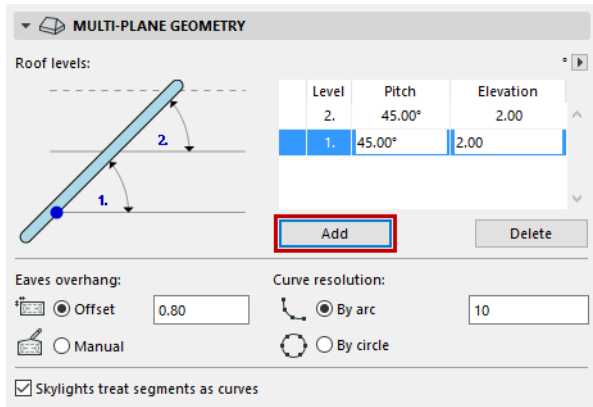 MULTI-PLANE GEOMETRY
Roof levels:
°
Level Pitch Elevation
2. 45.00° 2.00
1. 45.00° 2.00
2.
1.
Add Delete
Eaves overhang: Curve resolution:
Offset 0.80 By arc 10
Manual By circle
Skylights treat segments as curves